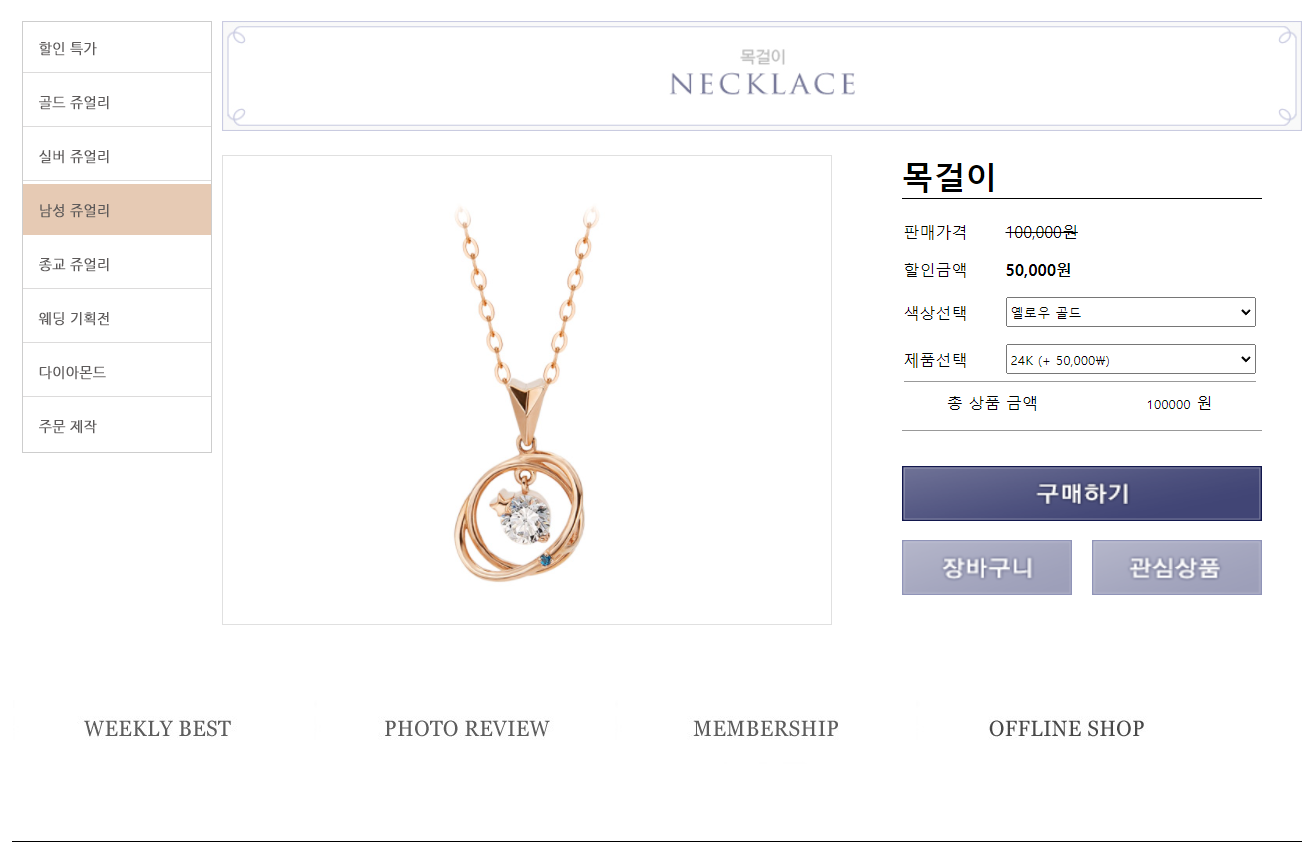 할인 특가
골드 쥬얼리
실버 쥬얼리
남성 쥬얼리
종교 쥬얼리
웨딩 기획전
다이아몬드
주문 제작
목걸이
NECKLACE
목걸이
판매가격 100,000원
할인금액 50,000원
색상선택 옐로우 골드
제품선택 24K (+ 50,000₩)
총 상품 금액 100000 원
구매하기
장바구니 관심상품
WEEKLY BEST PHOTO REVIEW MEMBERSHIP OFFLINE SHOP